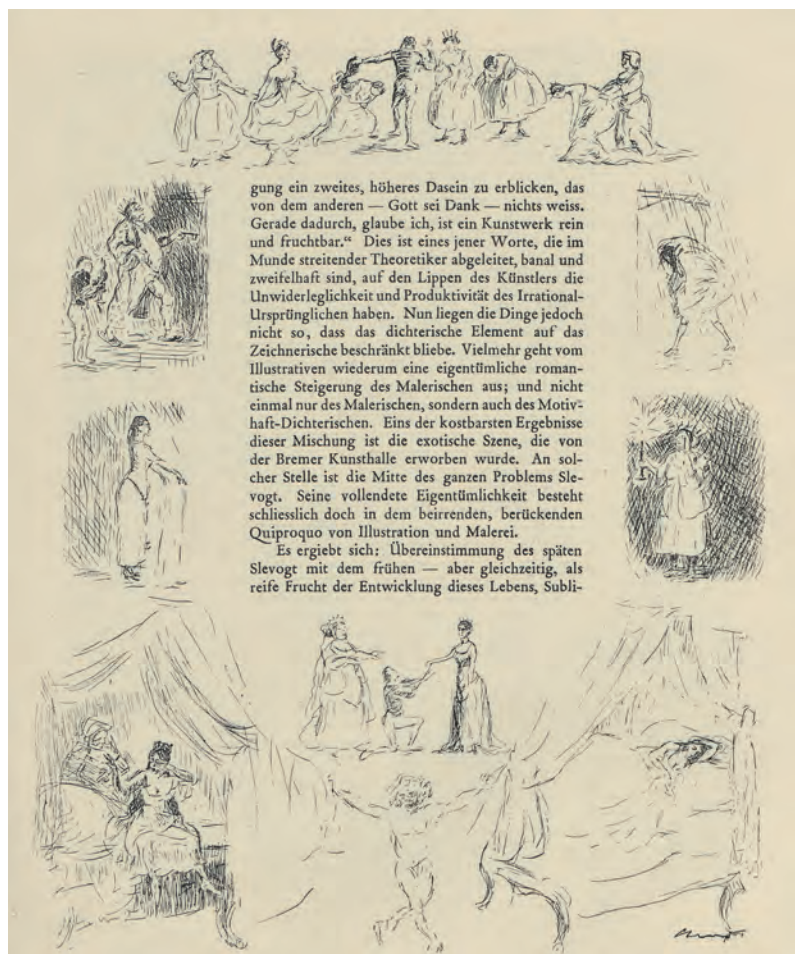 gung ein zweites, höheres Dasein zu erblicken, das
von dem anderen — Gott sei Dank — nichts weiss.
Gerade dadurch, glaube ich, ist ein Kunstwerk rein
und fruchtbar.“ Dies ist eines jener Worte, die im
Munde streitender Theoretiker abgeleitet, banal und
zweifelhaft sind, auf den Lippen des Künstlers die
Unwiderleglichkeit und Produktivität des Irrational-
Ursprünglichen haben. Nun liegen die Dinge jedoch
nicht so, dass das dichterische Element auf das
Zeichnerische beschränkt bliebe. Vielmehr geht vom
Illustrativen wiederum eine eigentümliche roman-
tische Steigerung des Malerischen aus; und nicht
einmal nur des Malerischen, sondern auch des Motiv-
haft-Dichterischen. Eins der kostbarsten Ergebnisse
dieser Mischung ist die exotische Szene, die von
der Bremer Kunsthalle erworben wurde. An sol-
cher Stelle ist die Mitte des ganzen Problems Sle-
vogt. Seine vollendete Eigentümlichkeit besteht
schliesslich doch in dem beirrenden, berückenden
Quiproquo von Illustration und Malerei.
Es ergiebt sich: Übereinstimmung des späten
Slevogt mit dem frühen — aber gleichzeitig, als
reife Frucht der Entwicklung dieses Lebens, Subli-